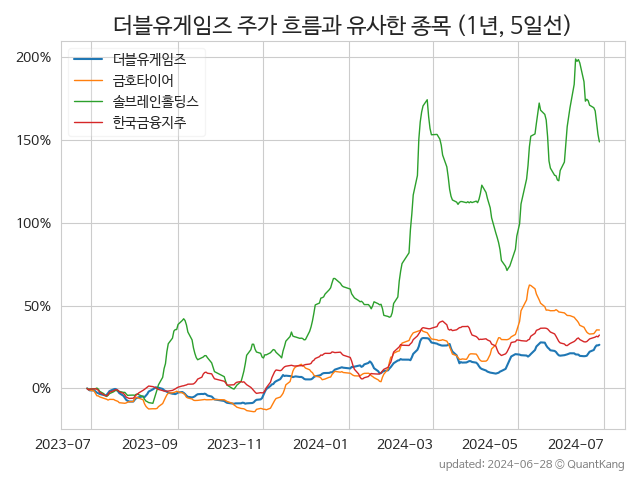 더블유게임즈 주가 흐름과 유사한 종목 (1년, 5일선)
더블유게임즈
금호타이어
솔브레인홀딩스
한국금융지주
200%
150%
100%
50%
0%
2023-07 2023-09 2023-11 2024-01 2024-03 2024-05 2024-07
updated: 2024-06-28 © QuantKang